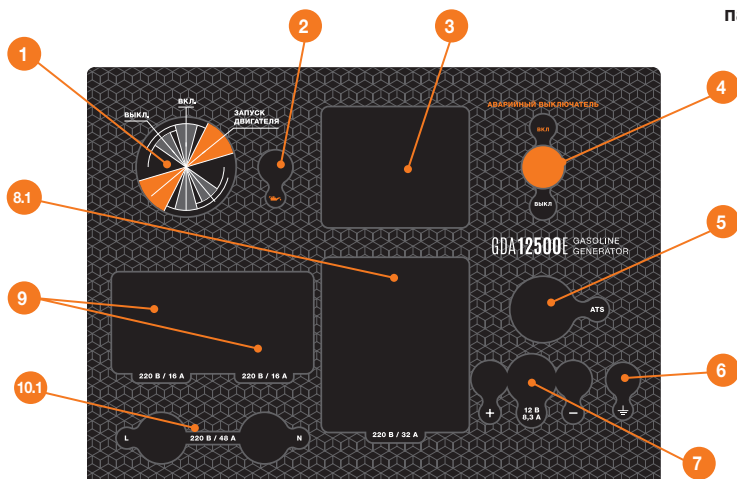 Па
1
2
3
4
ВЫКЛ.
ВКЛ.
ЗАПУСК
ДВИГАТЕЛЯ
АВАРИЙНЫЙ ВЫКЛЮЧАТЕЛЬ
ВКЛ
ВЫКЛ
8.1
GDA12500E GASOLINE
GENERATOR
5
ATS
9
220 В / 16 А
220 В / 16 А
6
12 В
8,3 А
+
−
10.1
L
220 В / 48 А
N
220 В / 32 А
7